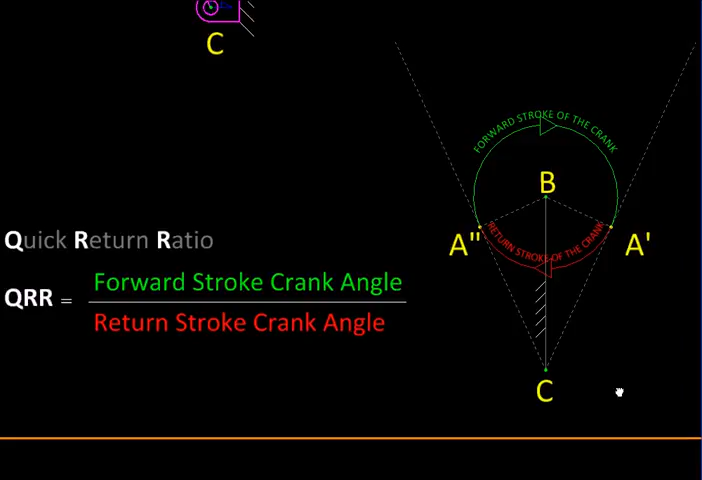 C
FORWARD STROKE OF THE CRANK
B
A"
RETURN STROKE OF THE CRANK
A'
Quick Return Ratio
QRR = Forward Stroke Crank Angle
Return Stroke Crank Angle
C